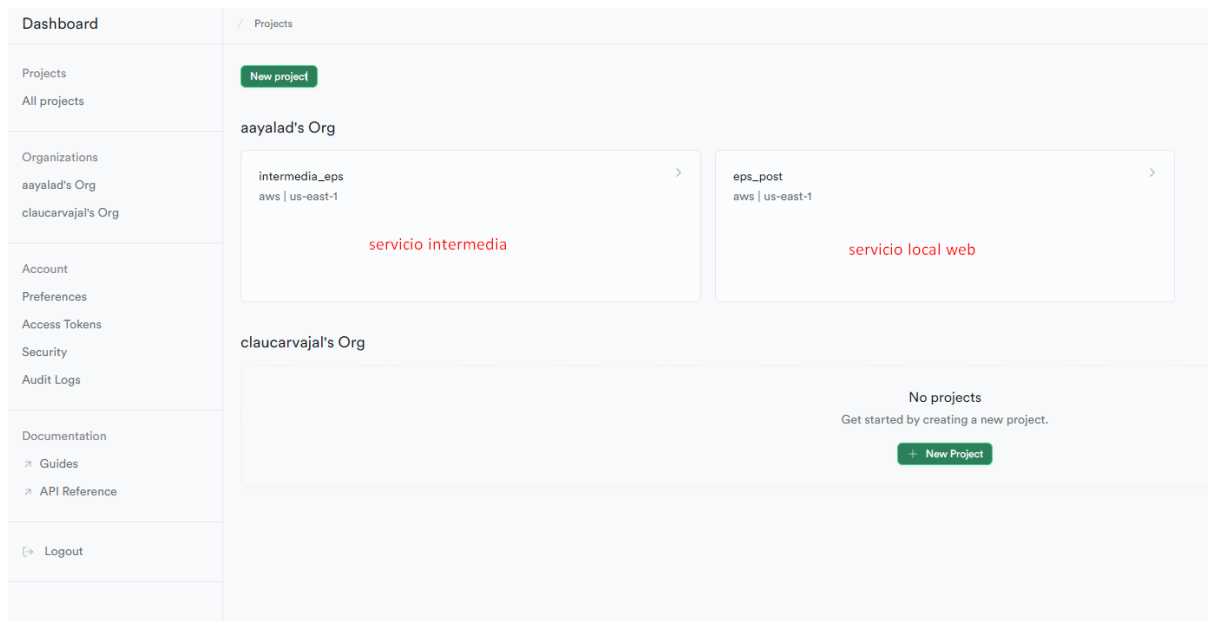 Dashboard
/ Projects
Projects
All projects
Organizations
aayalad's Org
claucarvajal's Org
Account
Preferences
Access Tokens
Security
Audit Logs
Documentation
Guides
API Reference
Logout
New project
aayalad's Org
intermedia_eps
aws | us-east-1
servicio intermedia
eps_post
aws | us-east-1
servicio local web
claucarvajal's Org
No projects
Get started by creating a new project.
+ New Project